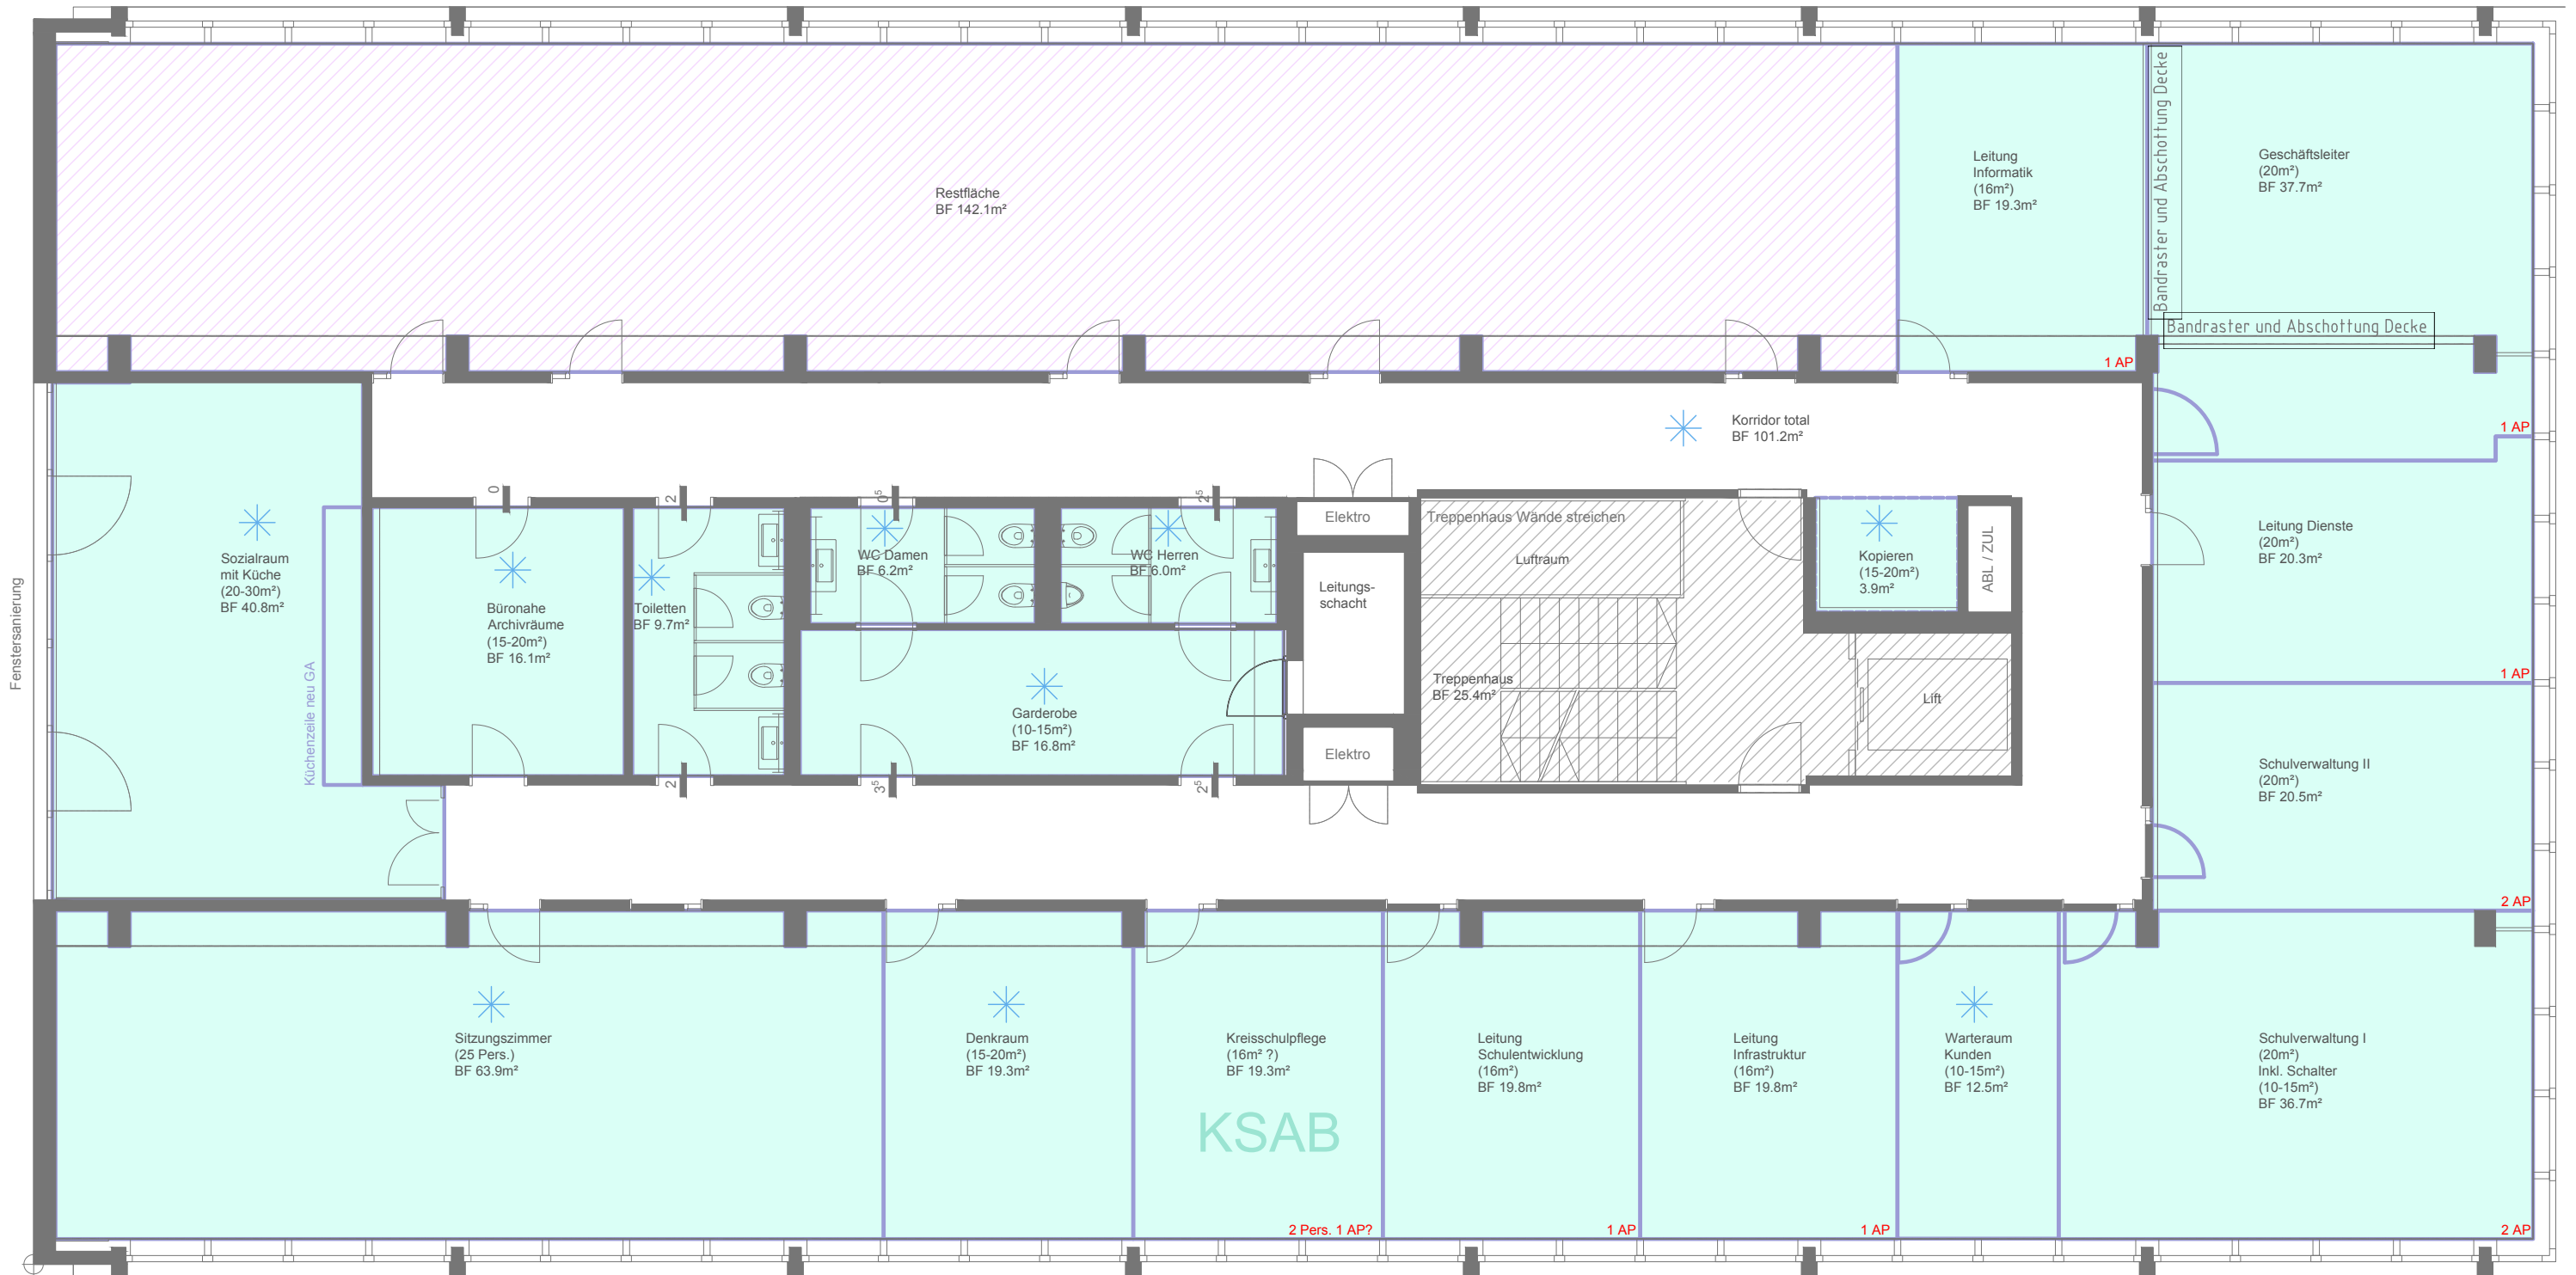 Restfläche
BF 142.1m²
Leitung
Informatik
(16m²)
BF 19.3m²
1 AP
Bandraster und Abschottung Decke
Geschäftsleiter
(20m²)
BF 37.7m²
Bandraster und Abschottung Decke
1 AP
Korridor total
BF 101.2m²
Fenstersanierung
Sozialraum
mit Küche
(20-30m²)
BF 40.8m²
Küchenzeile neu GA
0
2
0⁵
2⁵
Büronahe
Archivräume
(15-20m²)
BF 16.1m²
Toiletten
BF 9.7m²
WC Damen
BF 6.2m²
WC Herren
BF 6.0m²
Garderobe
(10-15m²)
BF 16.8m²
2
3⁵
2⁵
Elektro
Leitungs-
schacht
Elektro
Treppenhaus Wände streichen
Luftraum
Treppenhaus
BF 25.4m²
Kopieren
(15-20m²)
3.9m²
ABL / ZUL
Lift
Leitung Dienste
(20m²)
BF 20.3m²
1 AP
Schulverwaltung II
(20m²)
BF 20.5m²
2 AP
Sitzungszimmer
(25 Pers.)
BF 63.9m²
Denkraum
(15-20m²)
BF 19.3m²
Kreisschulpflege
(16m² ?)
BF 19.3m²
KSAB
2 Pers. 1 AP?
Leitung
Schulentwicklung
(16m²)
BF 19.8m²
1 AP
Leitung
Infrastruktur
(16m²)
BF 19.8m²
1 AP
Warteraum
Kunden
(10-15m²)
BF 12.5m²
Schulverwaltung I
(20m²)
Inkl. Schalter
(10-15m²)
BF 36.7m²
2 AP